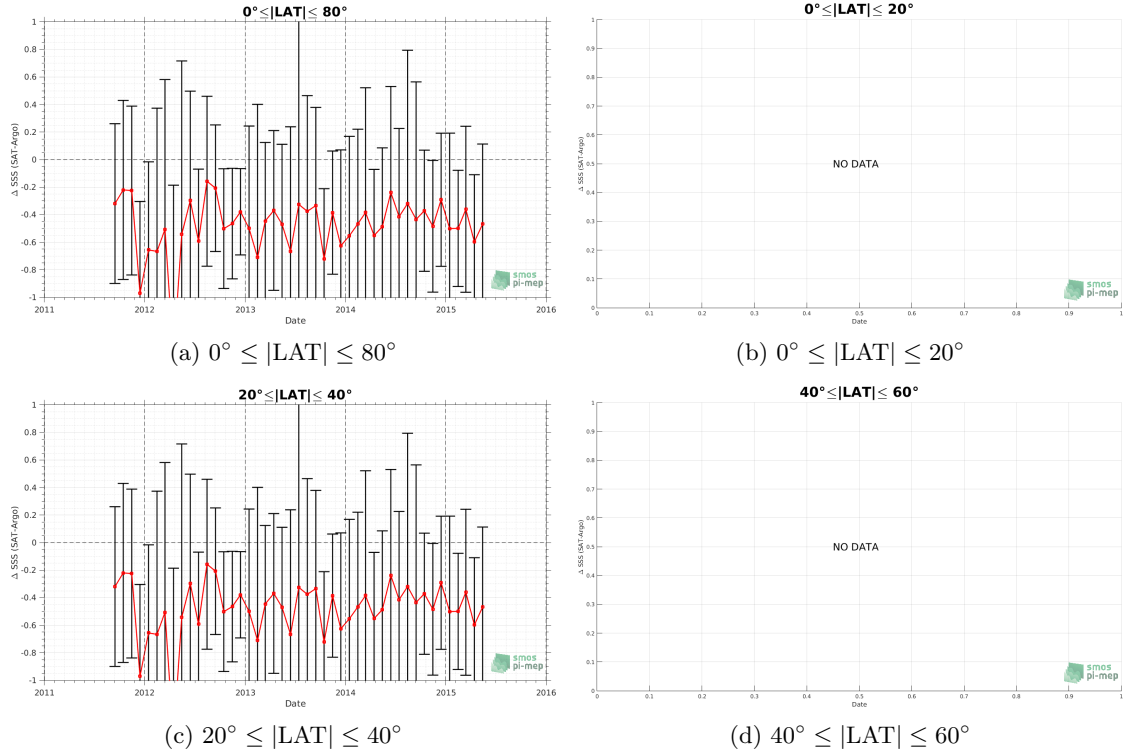 0°≤|LAT|≤ 80°
Δ SSS (SAT-Argo)
1
0.8
0.6
0.4
0.2
0
-0.2
-0.4
-0.6
-0.8
-1
2011 2012 2013 2014 2015 2016
Date
smos
pi-mep
(a) 0° ≤ |LAT| ≤ 80°
0°≤|LAT|≤ 20°
Δ SSS (SAT-Argo)
1
0.9
0.8
0.7
0.6
0.5
0.4
0.3
0.2
0.1
0
NO DATA
0 0.1 0.2 0.3 0.4 0.5 0.6 0.7 0.8 0.9 1
Date
smos
pi-mep
(b) 0° ≤ |LAT| ≤ 20°
20°≤|LAT|≤ 40°
Δ SSS (SAT-Argo)
1
0.8
0.6
0.4
0.2
0
-0.2
-0.4
-0.6
-0.8
-1
2011 2012 2013 2014 2015 2016
Date
smos
pi-mep
(c) 20° ≤ |LAT| ≤ 40°
40°≤|LAT|≤ 60°
Δ SSS (SAT-Argo)
1
0.9
0.8
0.7
0.6
0.5
0.4
0.3
0.2
0.1
0
NO DATA
0 0.1 0.2 0.3 0.4 0.5 0.6 0.7 0.8 0.9 1
Date
smos
pi-mep
(d) 40° ≤ |LAT| ≤ 60°